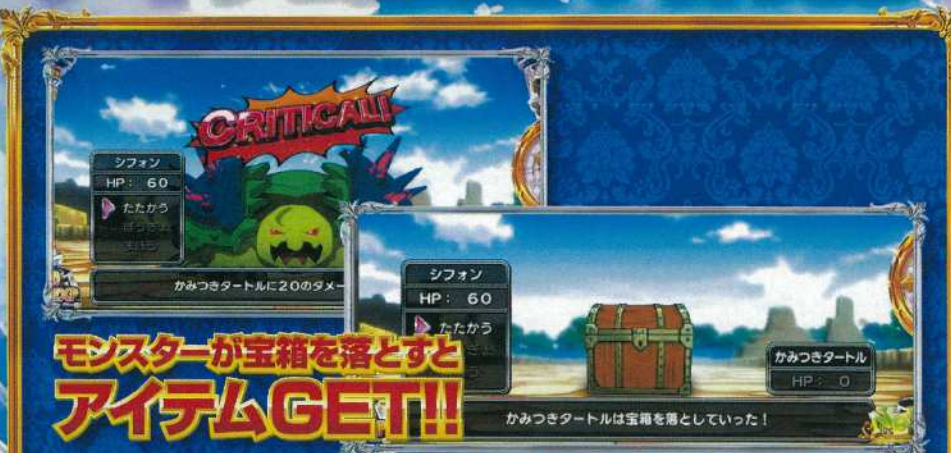 CRITICAL!
シフォン
HP: 60
たたかう
かみつきタートルに20のダメー
シフォン
HP: 60
たたかう
かみつきタートル
HP: 0
かみつきタートルは宝箱を落としていった！
モンスターが宝箱を落とすと
アイテムGET!!